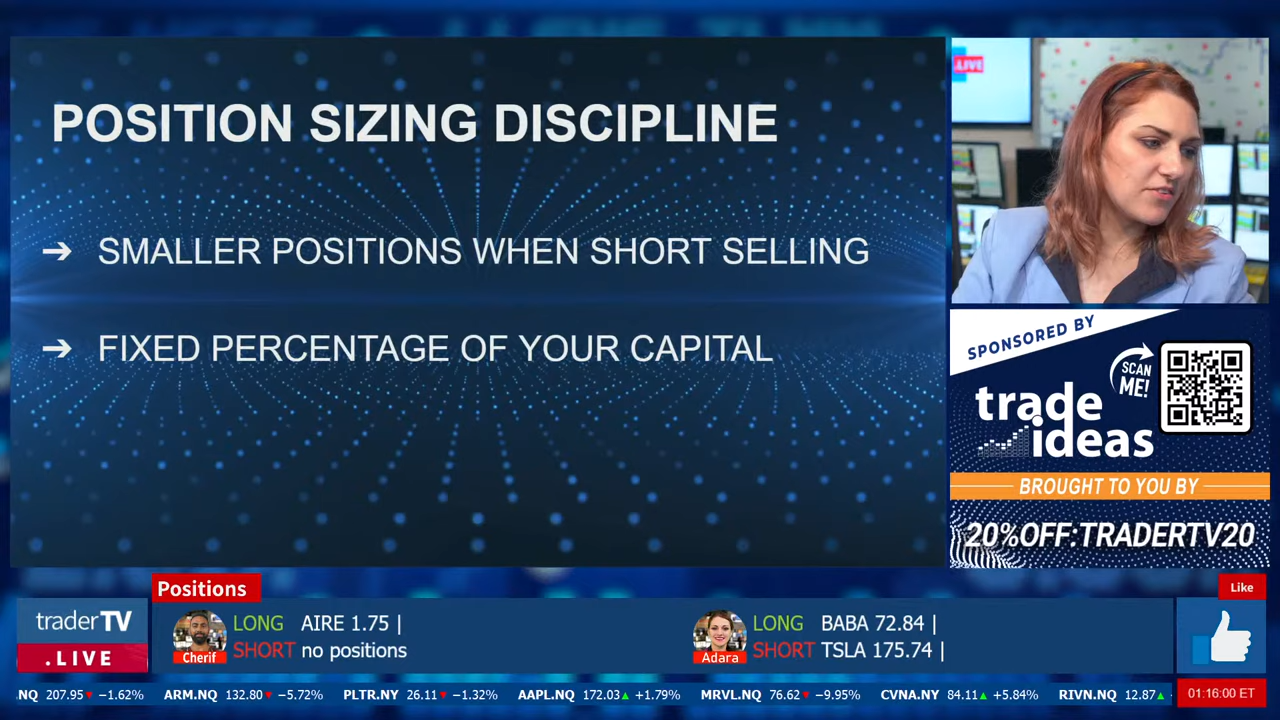 POSITION SIZING DISCIPLINE
➔ SMALLER POSITIONS WHEN SHORT SELLING
➔ FIXED PERCENTAGE OF YOUR CAPITAL
.LIVE
SPONSORED BY
SCAN
ME!
trade
ideas
BROUGHT TO YOU BY
20%OFF:TRADERTV20
Positions
Like
traderTV
.LIVE
Cherif
LONG AIRE 1.75 |
SHORT no positions
Adara
LONG BABA 72.84 |
SHORT TSLA 175.74 |
.NQ 207.95▼ −1.62% ARM.NQ 132.80▼ −5.72% PLTR.NY 26.11▼ −1.32% AAPL.NQ 172.03▲ +1.79% MRVL.NQ 76.62▼ −9.95% CVNA.NY 84.11▲ +5.84% RIVN.NQ 12.87▲
01:16:00 ET